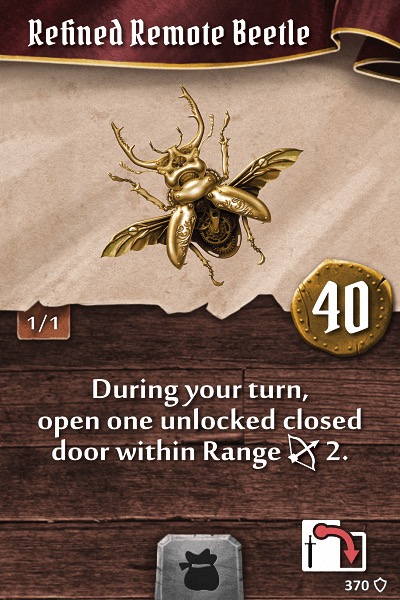 Refined Remote Beetle
1/1
40
During your turn,
open one unlocked closed
door within Range 2.
370